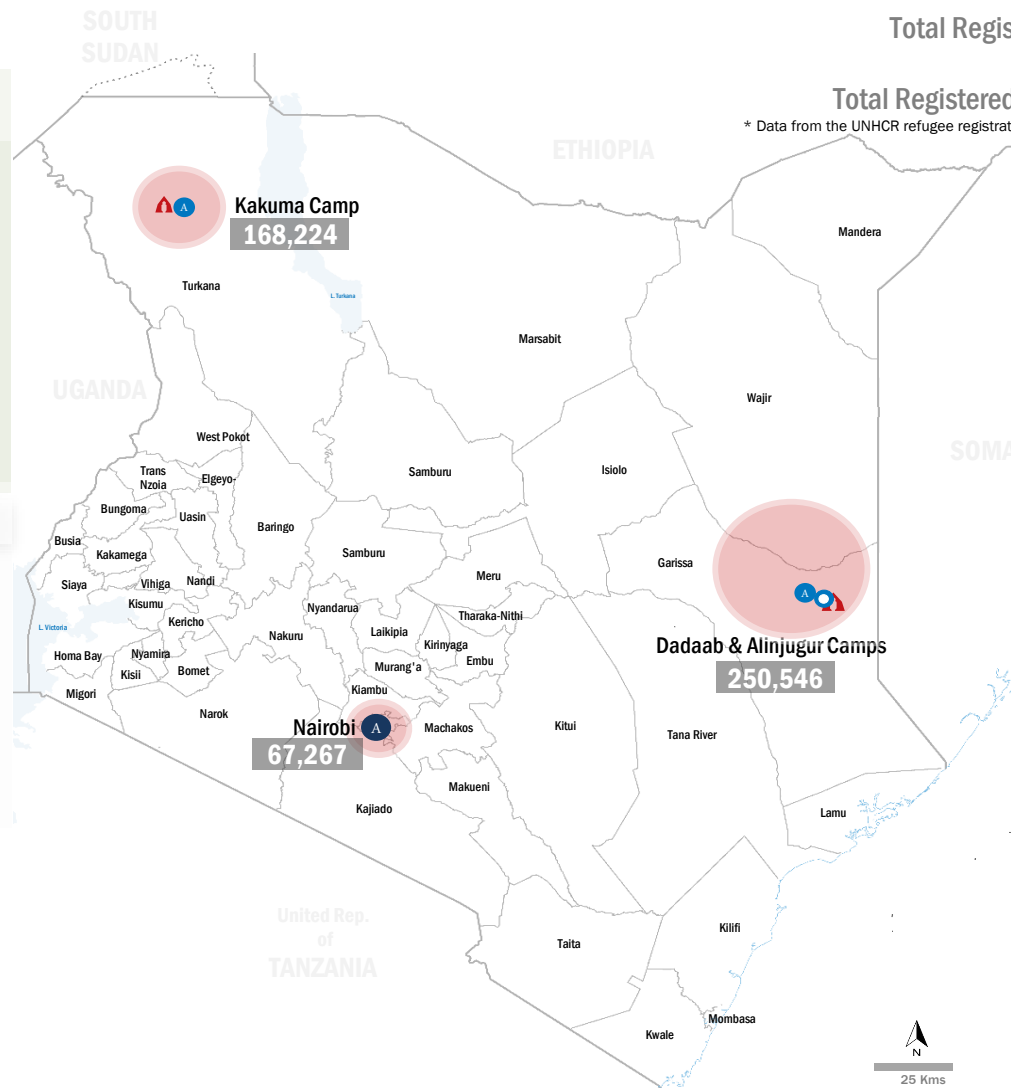 SOUTH
SUDAN
Total Regis
Total Registered
* Data from the UNHCR refugee registrat
ETHIOPIA
Kakuma Camp
168,224
Mandera
Turkana
L. Turkana
Marsabit
UGANDA
Wajir
West Pokot
SOMA
Trans
Nzoia
Elgeyo-
Samburu
Isiolo
Bungoma
Uasin
Baringo
Busia
Kakamega
Samburu
Garissa
Siaya
Vihiga
Nandi
Meru
A
A
Kisumu
Nyandarua
Tharaka-Nithi
Kericho
L. Victoria
Nakuru
Laikipia
Kirinyaga
Dadaab & Alinjugur Camps
250,546
Homa Bay
Nyamira
Embu
Kisii
Bomet
Murang'a
Migori
Kiambu
Narok
Nairobi
A
67,267
Machakos
Kitui
Tana River
Makueni
Kajiado
Lamu
United Rep.
of
TANZANIA
Taita
Kilifi
Mombasa
Kwale
N
25 Kms